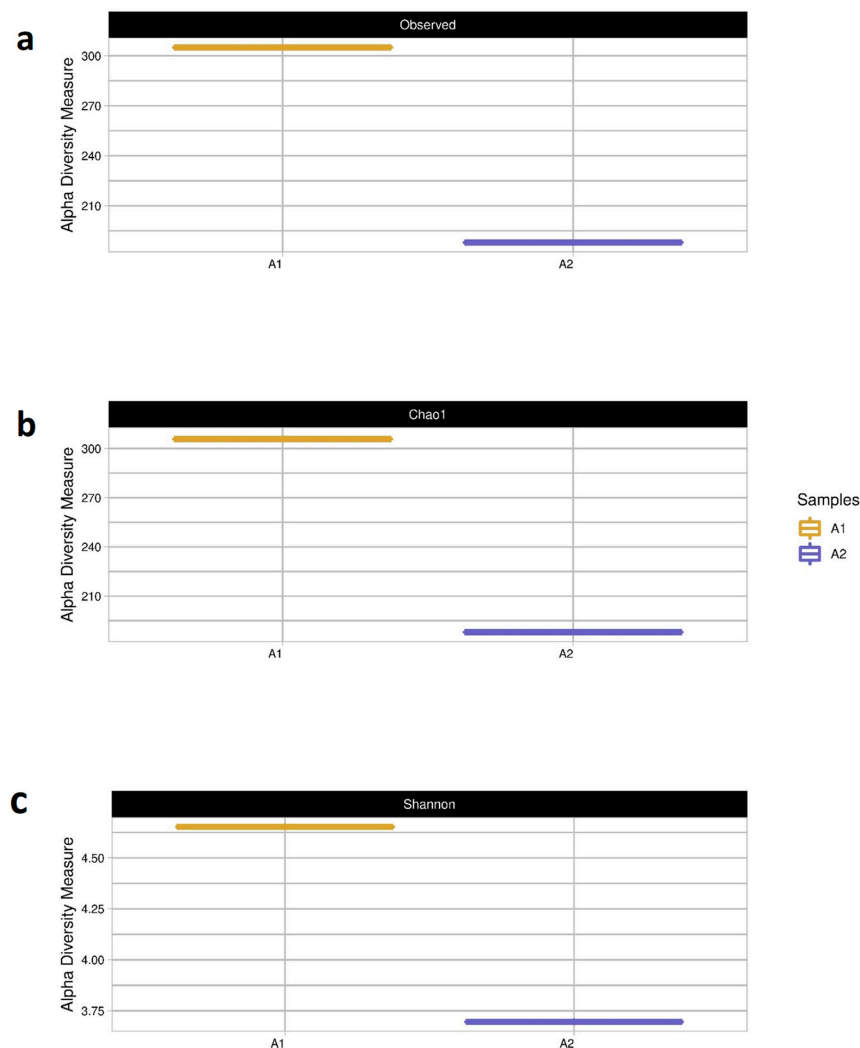 a
Observed
Alpha Diversity Measure
300
270
240
210
A1
A2
b
Chao1
Alpha Diversity Measure
300
270
240
210
A1
A2
Samples
A1
A2
c
Shannon
Alpha Diversity Measure
4.50
4.25
4.00
3.75
A1
A2